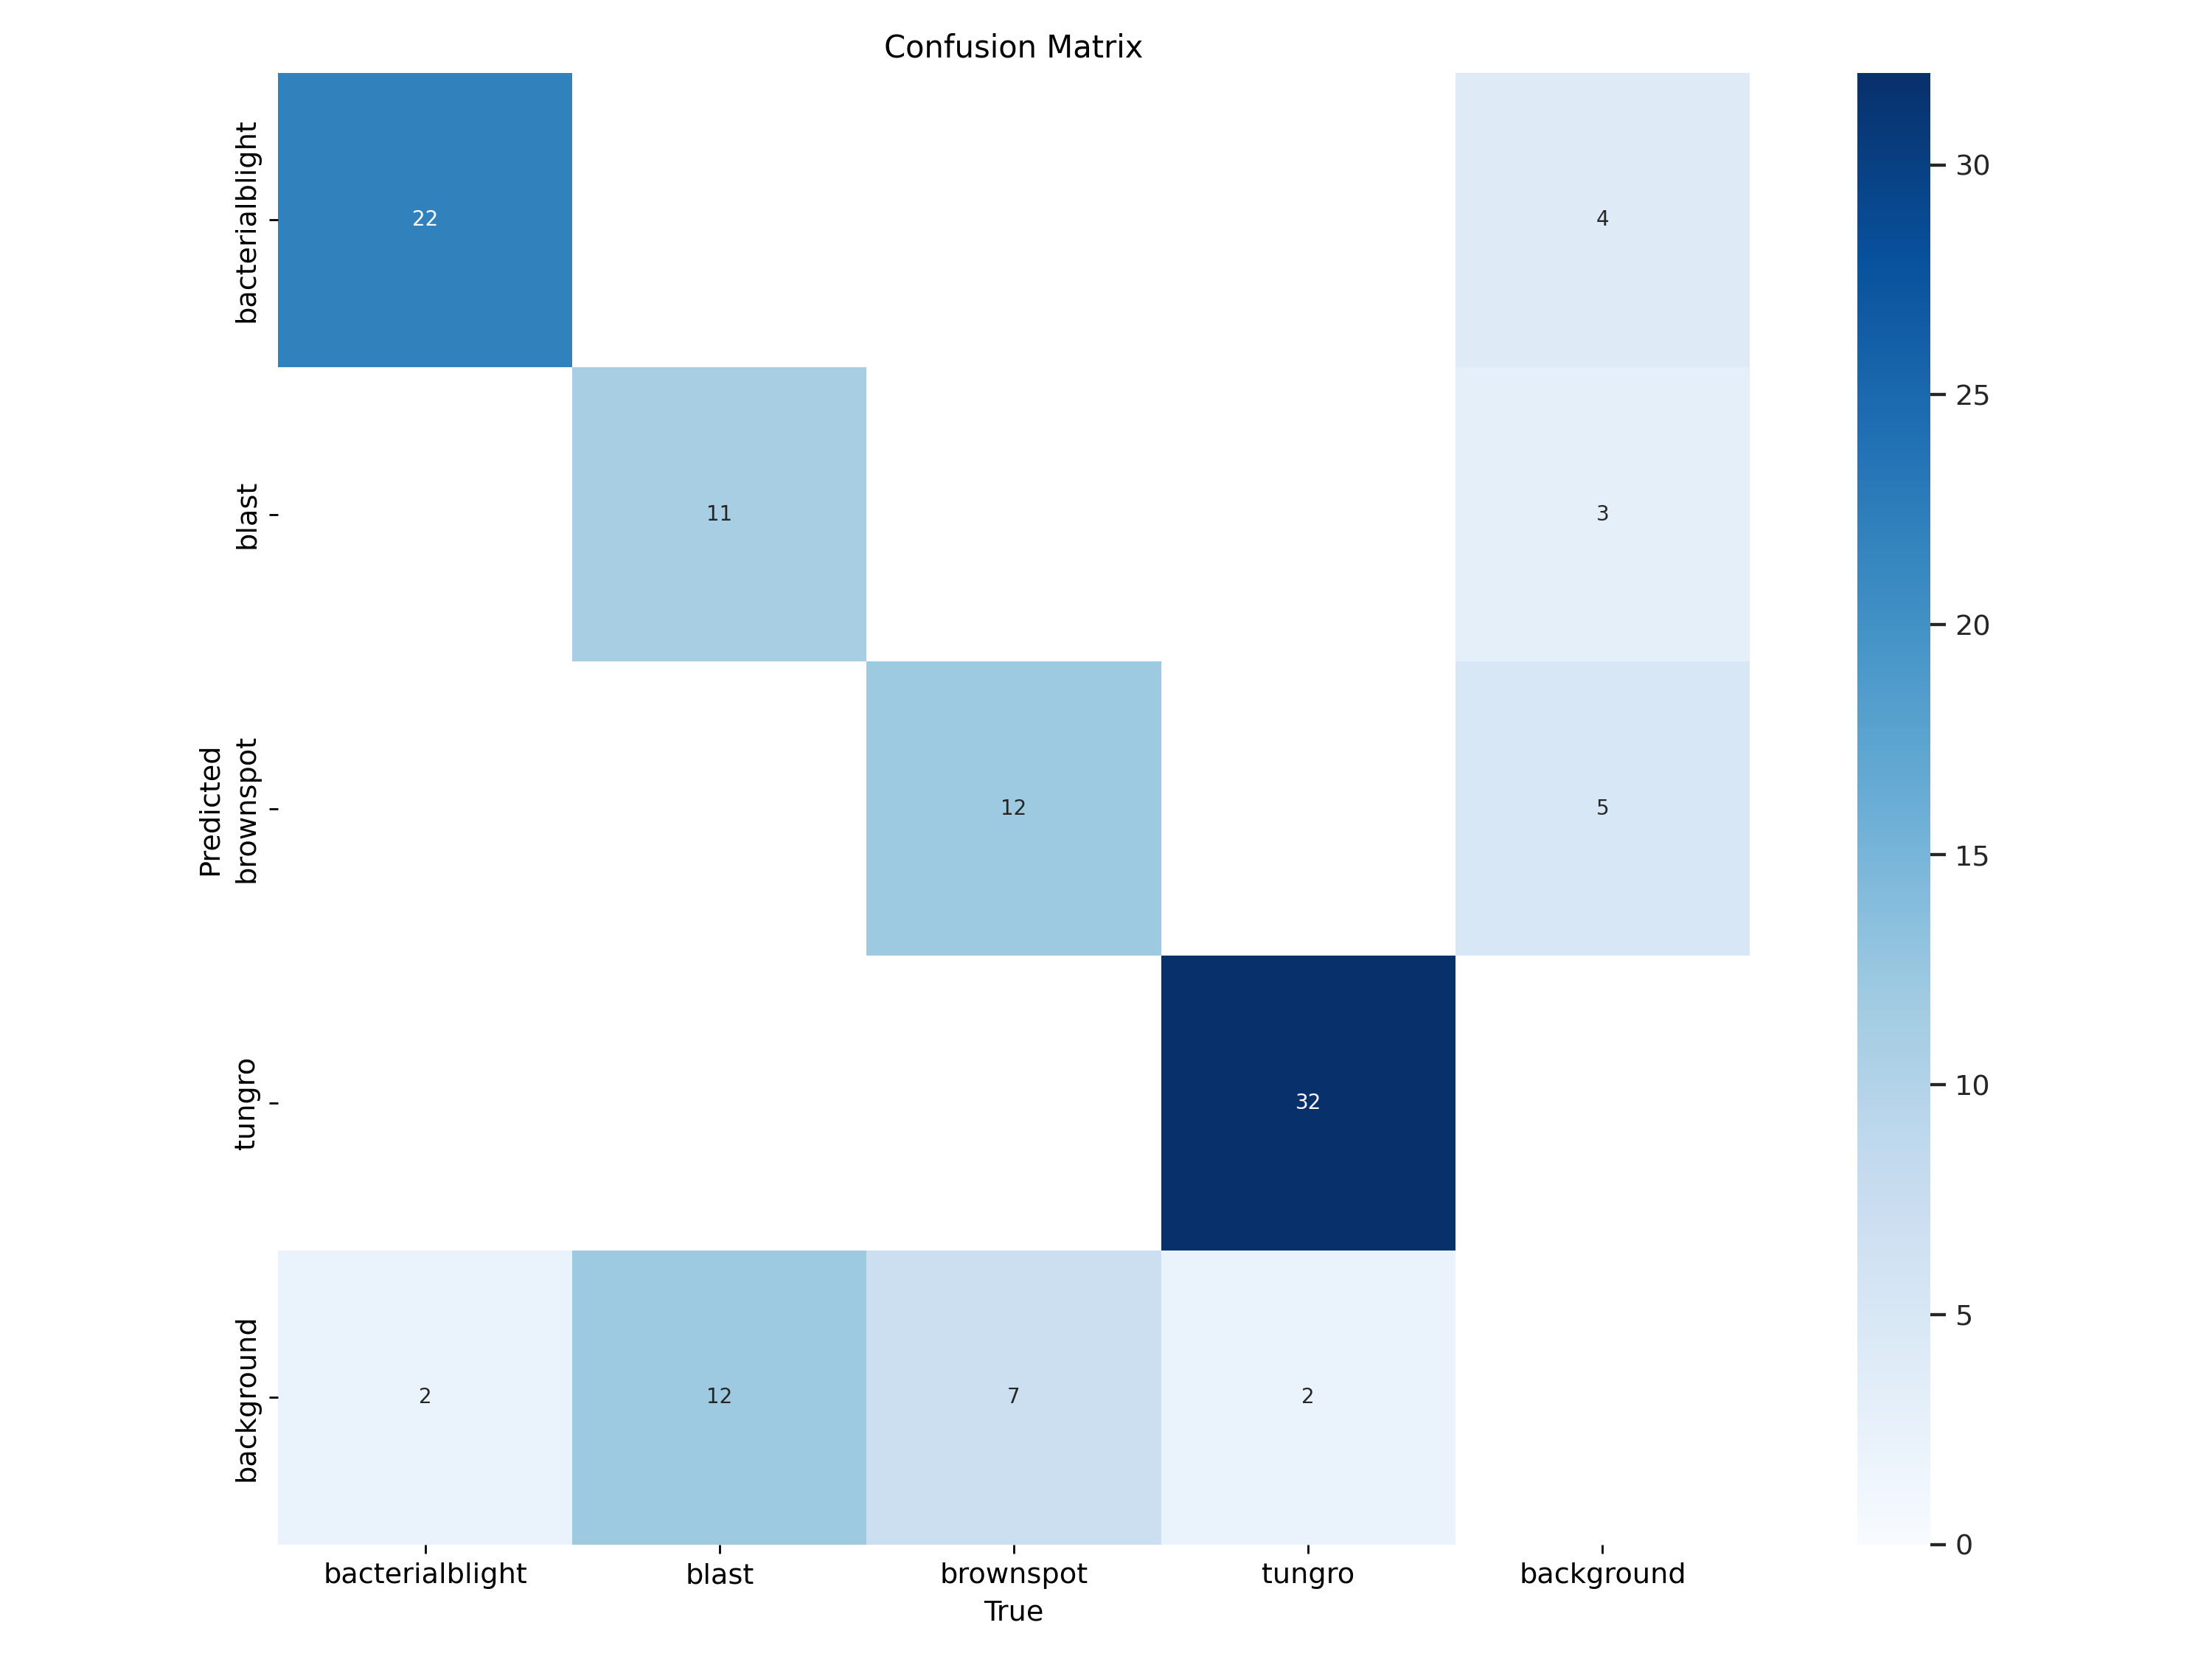 Confusion Matrix
bacterialblight
22
4
30
25
blast
11
3
20
Predicted
brownspot
12
5
15
tungro
32
10
background
2
12
7
2
5
0
bacterialblight
blast
brownspot
tungro
background
True